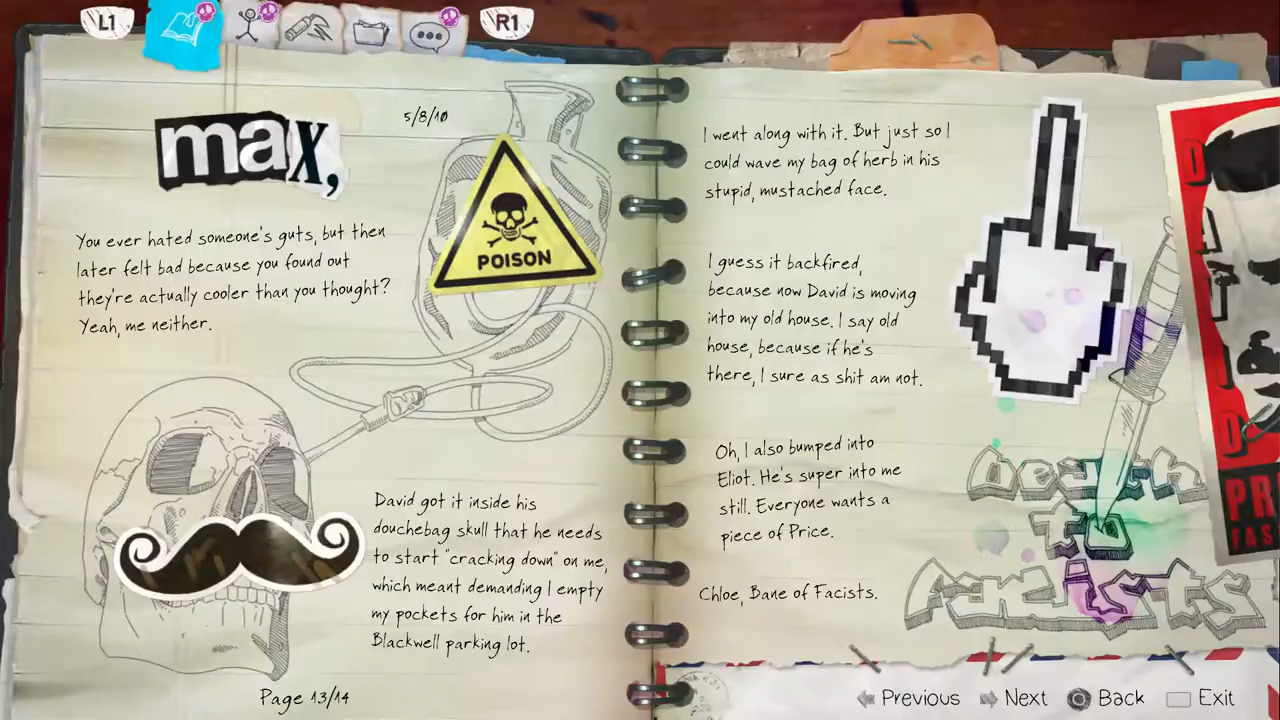 L1
R1
max,
5/8/10
POISON
You ever hated someone's guts, but then
later felt bad because you found out
they're actually cooler than you thought?
Yeah, me neither.
David got it inside his
douchebag skull that he needs
to start "cracking down" on me,
which meant demanding I empty
my pockets for him in the
Blackwell parking lot.
Page 13/14
I went along with it. But just so I
could wave my bag of herb in his
stupid, mustached face.
I guess it backfired,
because now David is moving
into my old house. I say old
house, because if he's
there, I sure as shit am not.
Oh, I also bumped into
Eliot. He's super into me
still. Everyone wants a
piece of Price.
Chloe, Bane of Facists.
Death
to
Fascists
Previous
Next
Back
Exit